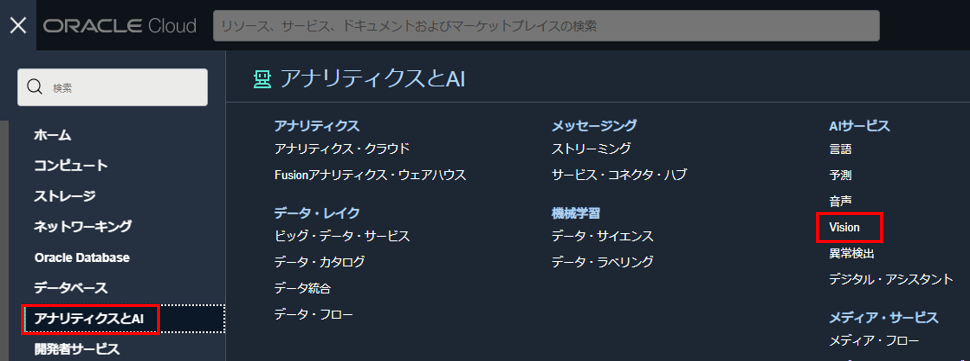 ORACLE Cloud
リソース、サービス、ドキュメントおよびマーケットプレイスの検索
検索
ホーム
コンピュート
ストレージ
ネットワーキング
Oracle Database
データベース
アナリティクスとAI
開発者サービス
アナリティクスとAI
アナリティクス
アナリティクス・クラウド
Fusionアナリティクス・ウェアハウス
データ・レイク
ビッグ・データ・サービス
データ・カタログ
データ統合
データ・フロー
メッセージング
ストリーミング
サービス・コネクタ・ハブ
機械学習
データ・サイエンス
データ・ラベリング
AIサービス
言語
予測
音声
Vision
異常検出
デジタル・アシスタント
メディア・サービス
メディア・フロー